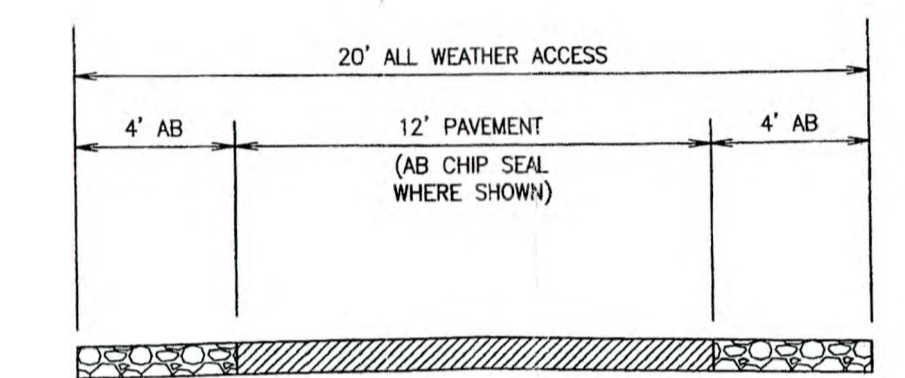 20' ALL WEATHER ACCESS
4' AB
12' PAVEMENT
4' AB
(AB CHIP SEAL
WHERE SHOWN)